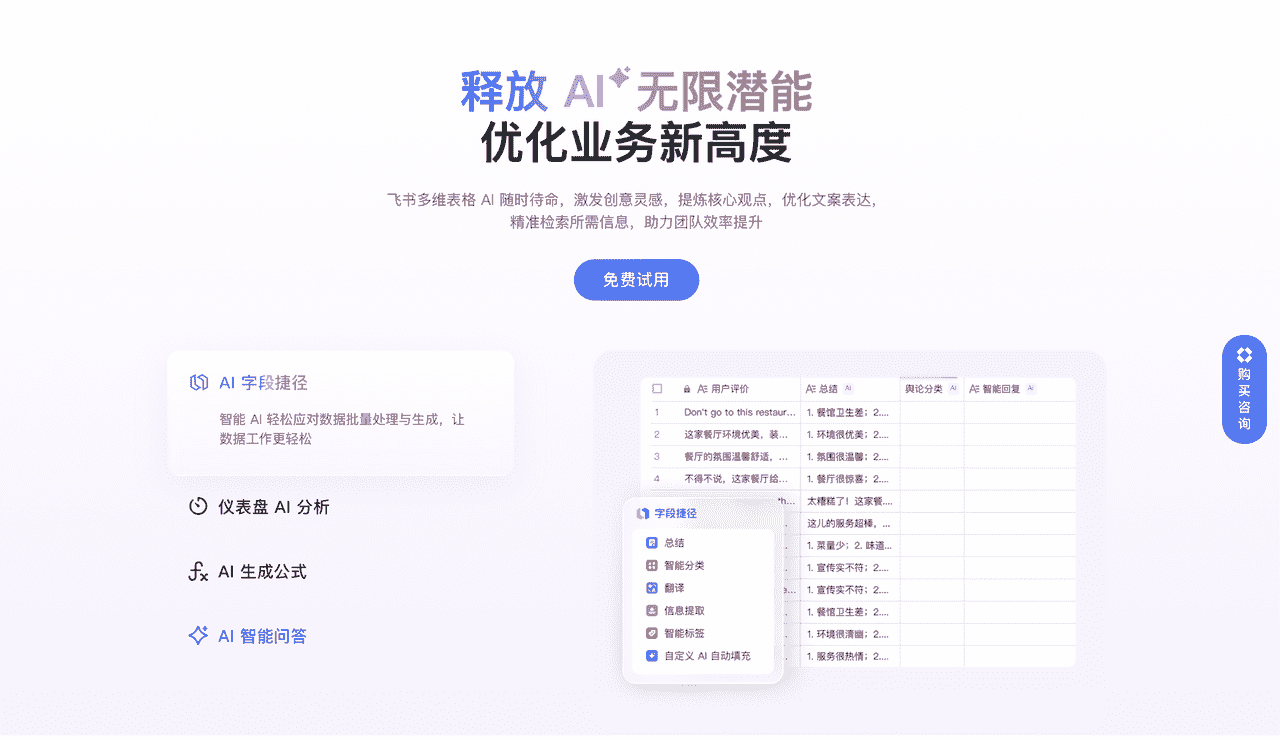 释放 AI 无限潜能
优化业务新高度
飞书多维表格 AI 随时待命，激发创意灵感，提炼核心观点，优化文案表达，
精准检索所需信息，助力团队效率提升
免费试用
AI 字段捷径
智能 AI 轻松应对数据批量处理与生成，让
数据工作更轻松
仪表盘 AI 分析
AI 生成公式
AI 智能问答
用户评价 总结 AI 舆论分类 AI 智能回复 AI
1 Don't go to this restaur... 1. 餐馆卫生差；2....
2 这家餐厅环境优美，装... 1. 环境很优美；2....
3 餐厅的氛围温馨舒适，... 1. 氛围很温馨；2....
4 不得不说，这家餐厅给... 1. 餐厅很惊喜；2....
th... 太糟糕了！这家餐...
这儿的服务超棒，...
1. 菜量少；2. 味道...
1. 宣传实不符；2....
e... 1. 宣传实不符；2....
1. 餐馆卫生差；2....
1. 环境很清幽；2....
1. 服务很热情；2....
字段捷径
总结
智能分类
翻译
信息提取
智能标签
自定义 AI 自动填充
购买咨询